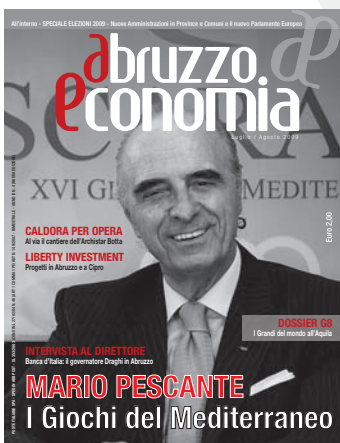 All'interno - SPECIALE ELEZIONI 2009 - Nuove Amministrazioni in Province e Comuni e il nuovo Parlamento Europeo
abruzzo
economia
Luglio / Agosto 2009
XVI GI
MEDITE
CALDORA PER OPERA
Al via il cantiere dell'Archistar Botta
LIBERTY INVESTMENT
Progetti in Abruzzo e a Cipro
Euro 2,00
DOSSIER G8
I Grandi del mondo all'Aquila
INTERVISTA AL DIRETTORE
Banca d'Italia: il governatore Draghi in Abruzzo
MARIO PESCANTE
I Giochi del Mediterraneo